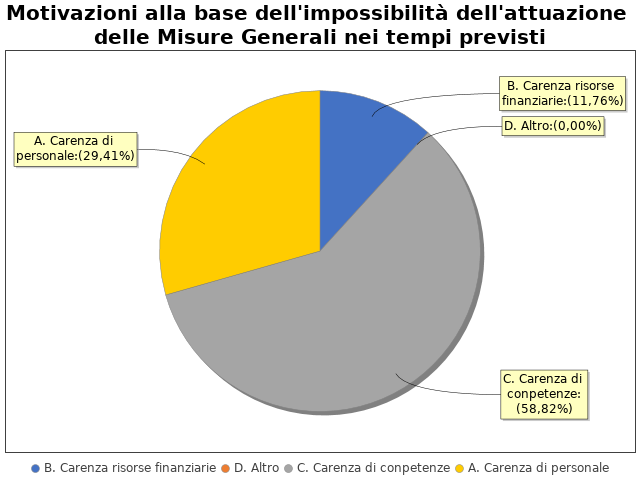 Motivazioni alla base dell'impossibilità dell'attuazione
delle Misure Generali nei tempi previsti
B. Carenza risorse
finanziarie:(11,76%)
D. Altro:(0,00%)
A. Carenza di
personale:(29,41%)
C. Carenza di
conpetenze:
(58,82%)
B. Carenza risorse finanziarie D. Altro C. Carenza di conpetenze A. Carenza di personale